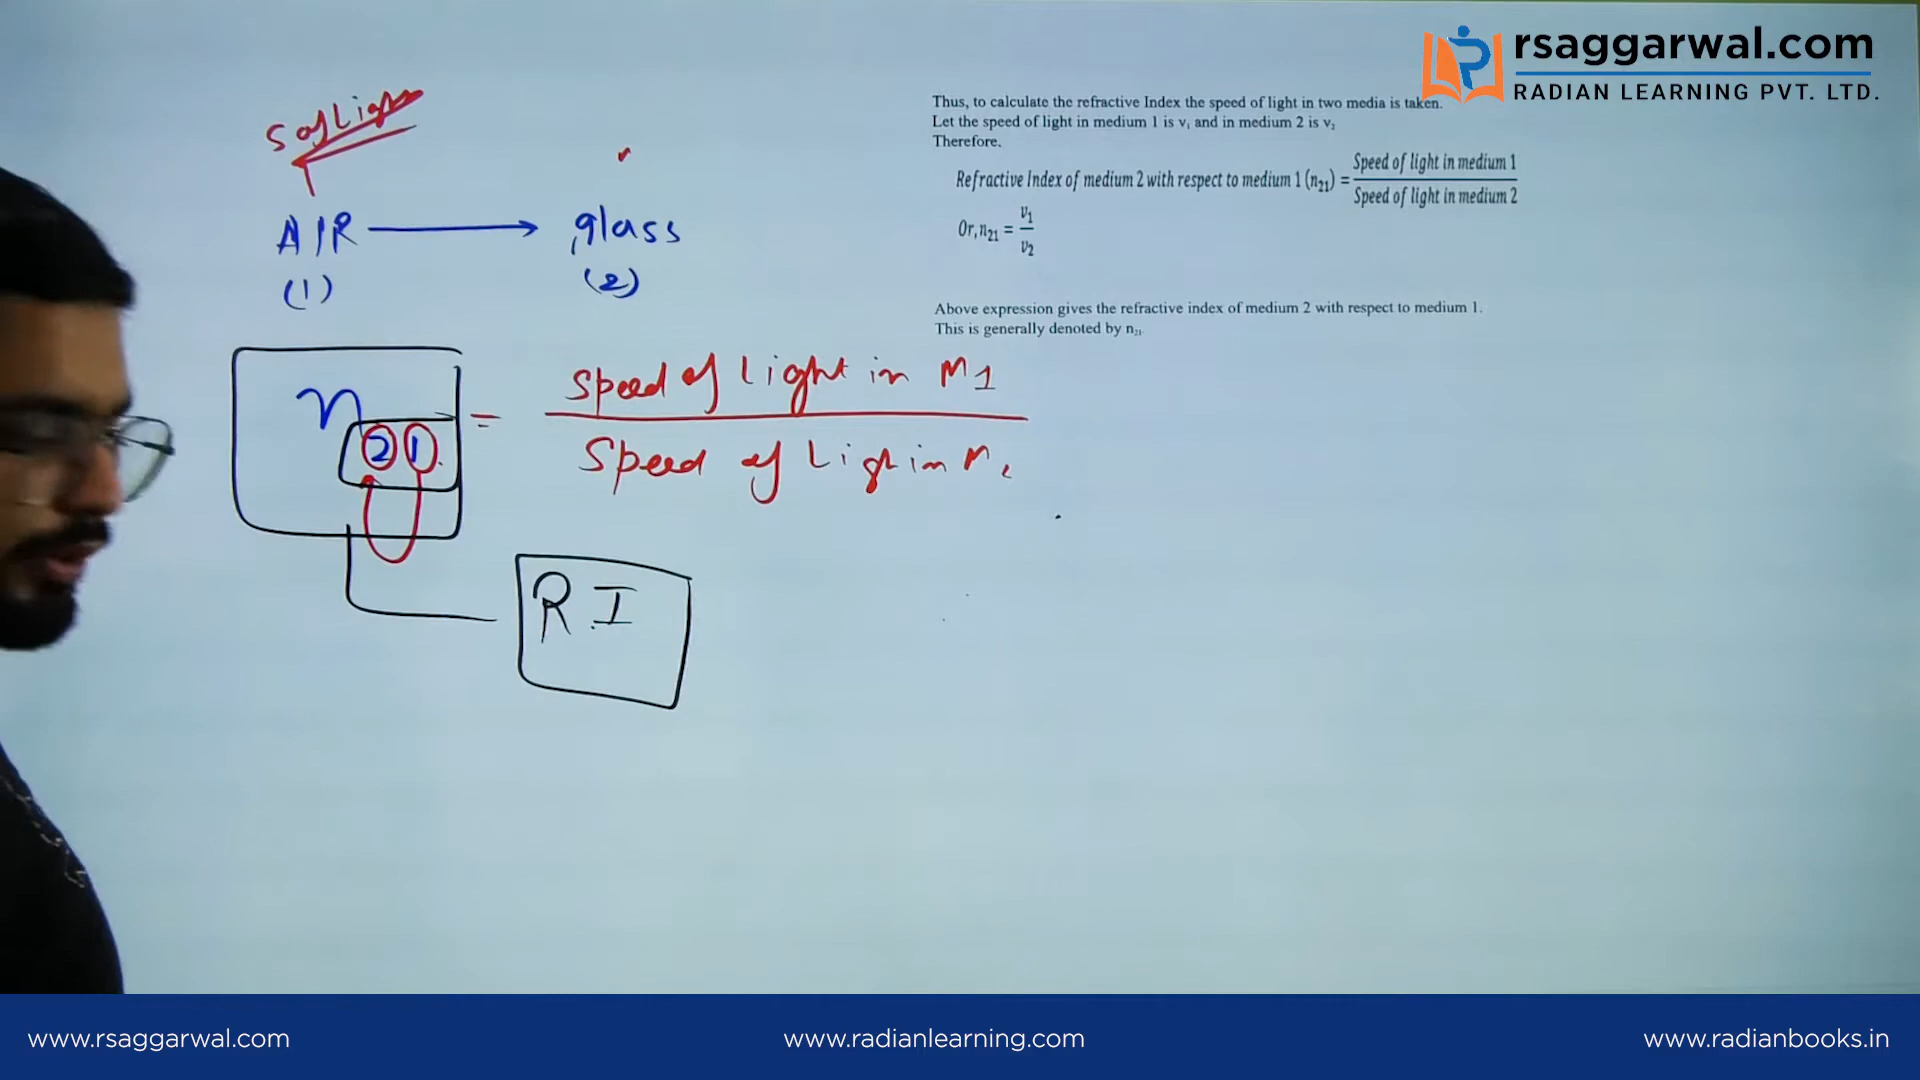 rsaggarwal.com
RADIAN LEARNING PVT. LTD.
Thus, to calculate the refractive Index the speed of light in two media is taken.
Let the speed of light in medium 1 is v₁ and in medium 2 is v₂
Therefore,
Refractive Index of medium 2 with respect to medium 1 (n₂₁) = Speed of light in medium 1 / Speed of light in medium 2
Or, n₂₁ = v₁ / v₂
Above expression gives the refractive index of medium 2 with respect to medium 1.
This is generally denoted by n₂₁
S of Light
AIR → glass
(1) (2)
n 21 = Speed of Light in M1
Speed of Ligh in M
R.I
www.rsaggarwal.com www.radianlearning.com www.radianbooks.in